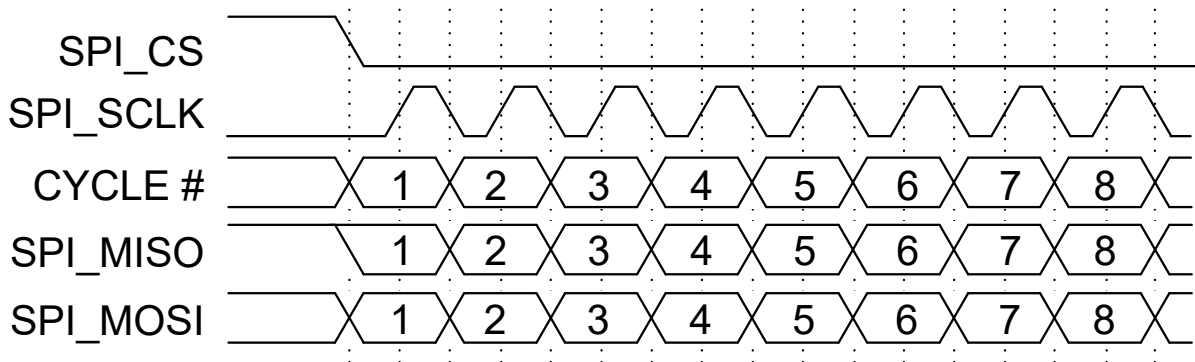 SPI_CS
SPI_SCLK
CYCLE # 1 2 3 4 5 6 7 8
SPI_MISO 1 2 3 4 5 6 7 8
SPI_MOSI 1 2 3 4 5 6 7 8